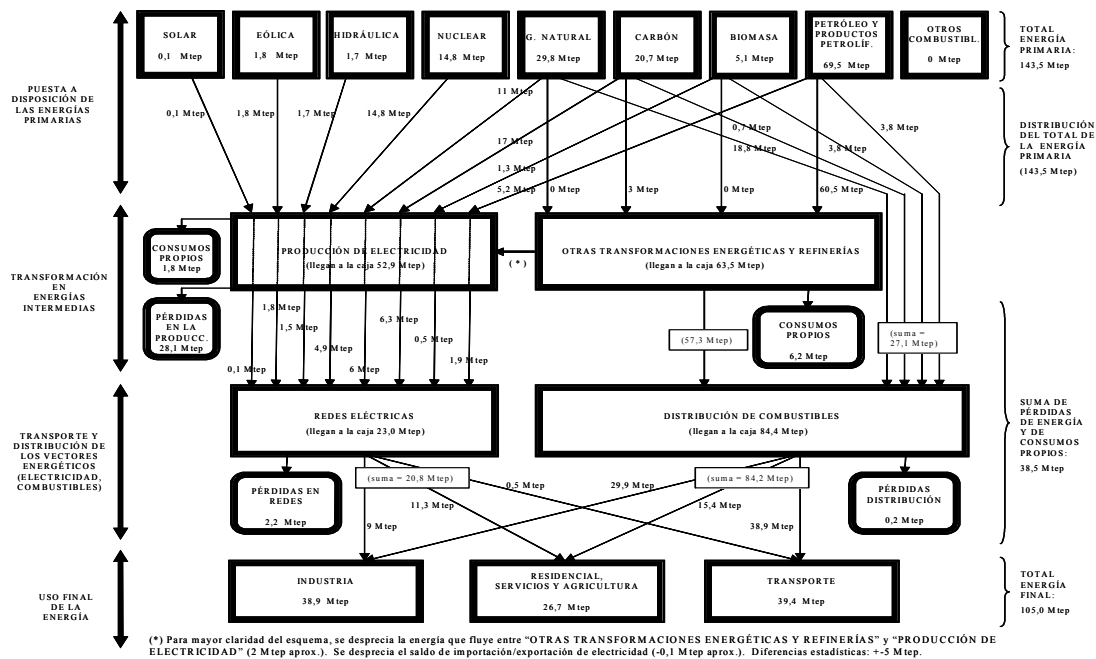 SOLAR
0,1 Mtep
EÓLICA
1,8 Mtep
HIDRÁULICA
1,7 Mtep
NUCLEAR
14,8 Mtep
G. NATURAL
29,8 Mtep
CARBÓN
20,7 Mtep
BIOMASA
5,1 Mtep
PETRÓLEO Y
PRODUCTOS
PETROLÍF.
69,5 Mtep
OTROS
COMBUSTIBL.
0 Mtep
TOTAL
ENERGÍA
PRIMARIA:
143,5 Mtep
PUESTA A
DISPOSICIÓN DE
LAS ENERGÍAS
PRIMARIAS
0,1 Mtep
1,8 Mtep
1,7 Mtep
14,8 Mtep
11 Mtep
17 Mtep
1,3 Mtep
5,2 Mtep
0 Mtep
3 Mtep
0 Mtep
60,5 Mtep
0,7 Mtep
18,8 Mtep
3,8 Mtep
3,8 Mtep
DISTRIBUCIÓN
DEL TOTAL DE
LA ENERGÍA
PRIMARIA
(143,5 Mtep)
TRANSFORMACIÓN
EN
ENERGÍAS
INTERMEDIAS
CONSUMOS
PROPIOS
1,8 Mtep
PÉRDIDAS
EN LA
PRODUCC.
28,1 Mtep
PRODUCCIÓN DE ELECTRICIDAD
(llegan a la caja 52,9 Mtep)
(*)
OTRAS TRANSFORMACIONES ENERGÉTICAS Y REFINERÍAS
(llegan a la caja 63,5 Mtep)
1,8 Mtep
1,5 Mtep
4,9 Mtep
0,1 Mtep
6 Mtep
6,3 Mtep
0,5 Mtep
1,9 Mtep
(57,3 Mtep)
CONSUMOS
PROPIOS
6,2 Mtep
(suma =
27,1 Mtep)
SUMA DE
PÉRDIDAS
DE ENERGÍA
Y DE
CONSUMOS
PROPIOS:
38,5 Mtep
TRANSPORTE Y
DISTRIBUCIÓN DE
LOS VECTORES
ENERGÉTICOS
(ELECTRICIDAD,
COMBUSTIBLES)
REDES ELÉCTRICAS
(llegan a la caja 23,0 Mtep)
DISTRIBUCIÓN DE COMBUSTIBLES
(llegan a la caja 84,4 Mtep)
PÉRDIDAS EN
REDES
2,2 Mtep
(suma = 20,8 Mtep)
(suma = 84,2 Mtep)
PÉRDIDAS
DISTRIBUCIÓN
0,2 Mtep
9 Mtep
11,3 Mtep
0,5 Mtep
29,9 Mtep
15,4 Mtep
38,9 Mtep
USO FINAL
DE LA
ENERGÍA
INDUSTRIA
38,9 Mtep
RESIDENCIAL,
SERVICIOS Y AGRICULTURA
26,7 Mtep
TRANSPORTE
39,4 Mtep
TOTAL
ENERGÍA
FINAL:
105,0 Mtep
(*) Para mayor claridad del esquema, se desprecia la energía que fluye entre “OTRAS TRANSFORMACIONES ENERGÉTICAS Y REFINERÍAS” y “PRODUCCIÓN DE
ELECTRICIDAD” (2 Mtep aprox.). Se desprecia el saldo de importación/exportación de electricidad (-0,1 Mtep aprox.). Diferencias estadísticas: +-5 Mtep.